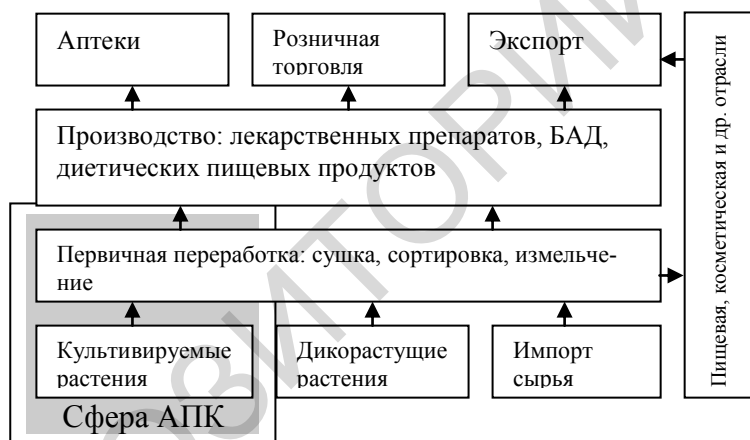 Аптеки
Розничная
торговля
Экспорт
Производство: лекарственных препаратов, БАД,
диетических пищевых продуктов
Первичная переработка: сушка, сортировка, измельче-
ние
Культивируемые
растения
Дикорастущие
растения
Импорт
сырья
Сфера АПК
Пищевая, косметическая и др. отрасли